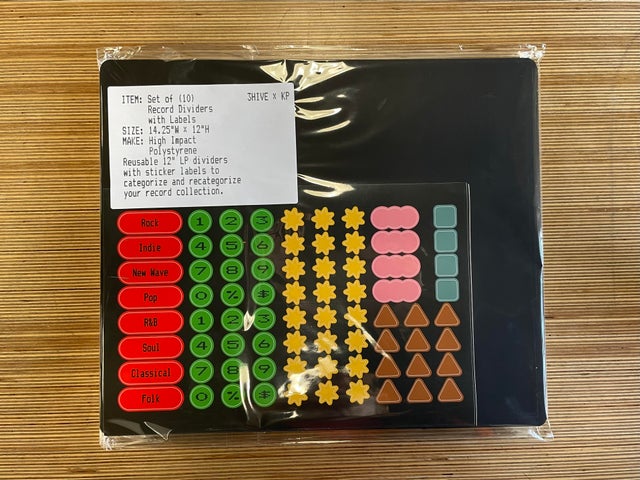 ITEM: Set of (10) 3HIVE x KP
Record Dividers
with Labels
SIZE: 14.25"W x 12"H
MAKE: High Impact
Polystyrene
Reusable 12" LP dividers
with sticker labels to
categorize and recategorize
your record collection.
Rock 1 2 3
Indie 4 5 6
New Wave 7 8 9
Pop 0 % $
R&B 1 2 3
Soul 4 5 6
Classical 7 8 9
Folk 0 % $